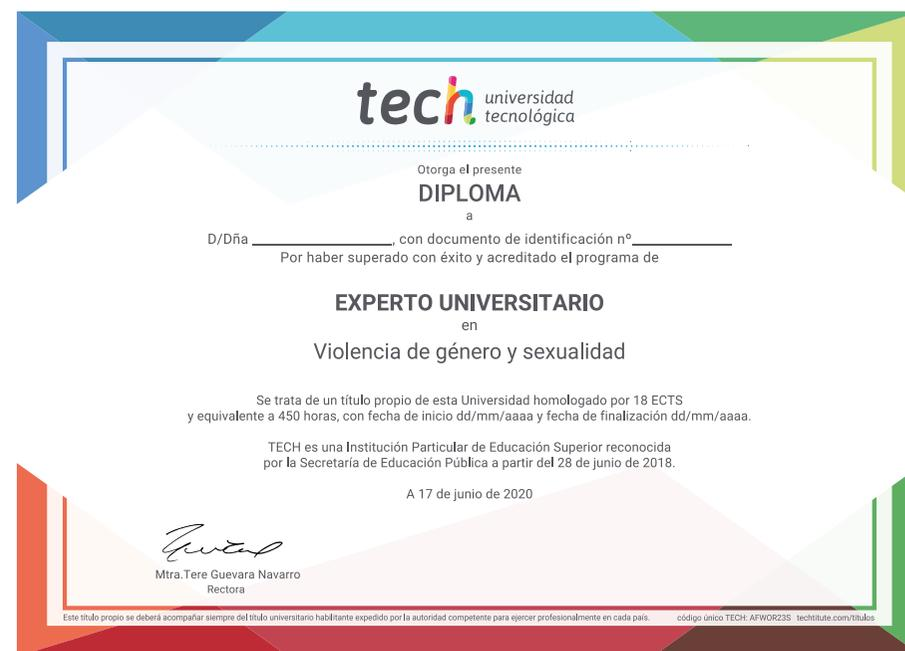 tech universidad
tecnológica
Otorga el presente
DIPLOMA
a
D/Dña ________________, con documento de identificación nº____________
Por haber superado con éxito y acreditado el programa de
EXPERTO UNIVERSITARIO
en
Violencia de género y sexualidad
Se trata de un título propio de esta Universidad homologado por 18 ECTS
y equivalente a 450 horas, con fecha de inicio dd/mm/aaaa y fecha de finalización dd/mm/aaaa.
TECH es una Institución Particular de Educación Superior reconocida
por la Secretaría de Educación Pública a partir del 28 de junio de 2018.
A 17 de junio de 2020
Mtra.Tere Guevara Navarro
Rectora
Este título propio se deberá acompañar siempre del título universitario habilitante expedido por la autoridad competente para ejercer profesionalmente en cada país. código único TECH: AFWOR23S techtitute.com/titulos